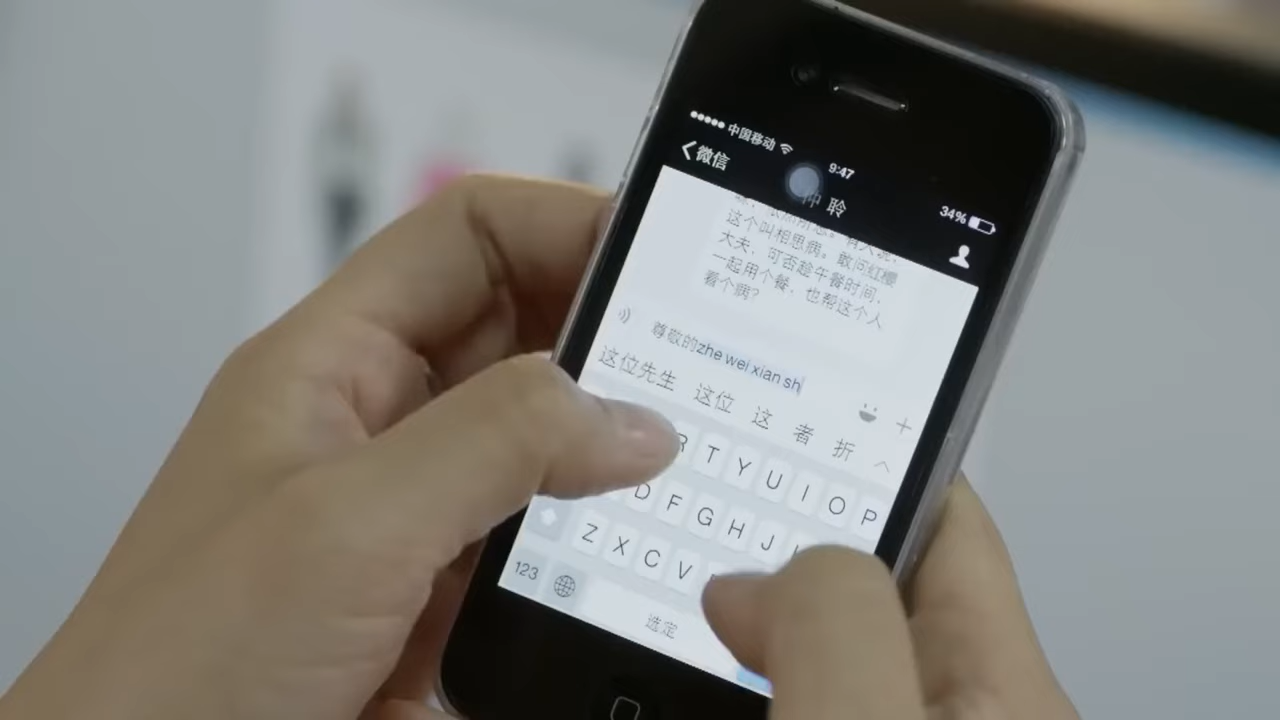 中国移动
9:47
34%
微信
聆
这个叫相思病。敢问红樱
大夫，可否趁午餐时间，
一起用个餐，也帮这个人
看个病？
尊敬的zhe wei xian sh
这位先生 这位 这 者 折
R T Y U I O P
D F G H J
Z X C V
123 选定